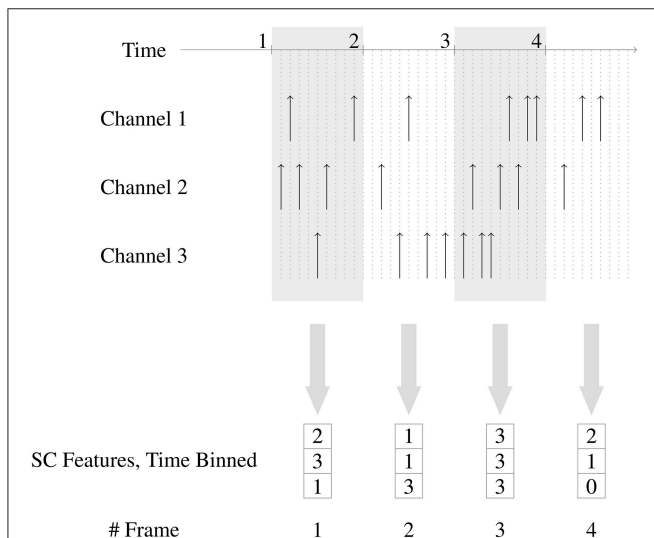 1 2 3 4
Time
Channel 1
Channel 2
Channel 3
2 1 3 2
SC Features, Time Binned 3 1 3 1
1 3 3 0
# Frame 1 2 3 4